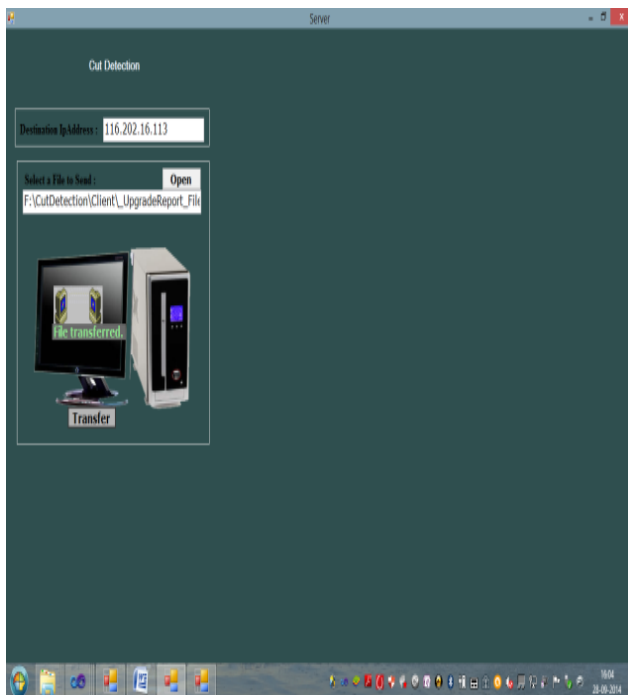 Server
Cut Detection
Destination IpAddress : 116.202.16.113
Select a File to Send : Open
F:\CutDetection\Client\_UpgradeReport_File
File transferred.
Transfer
16:04
28-09-2014